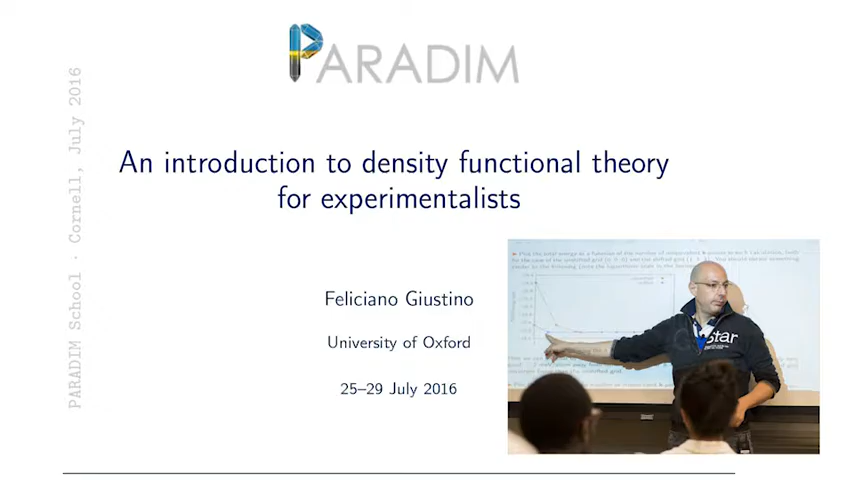 PARADIM
PARADIM School · Cornell, July 2016
An introduction to density functional theory
for experimentalists
Feliciano Giustino
University of Oxford
25–29 July 2016
Star